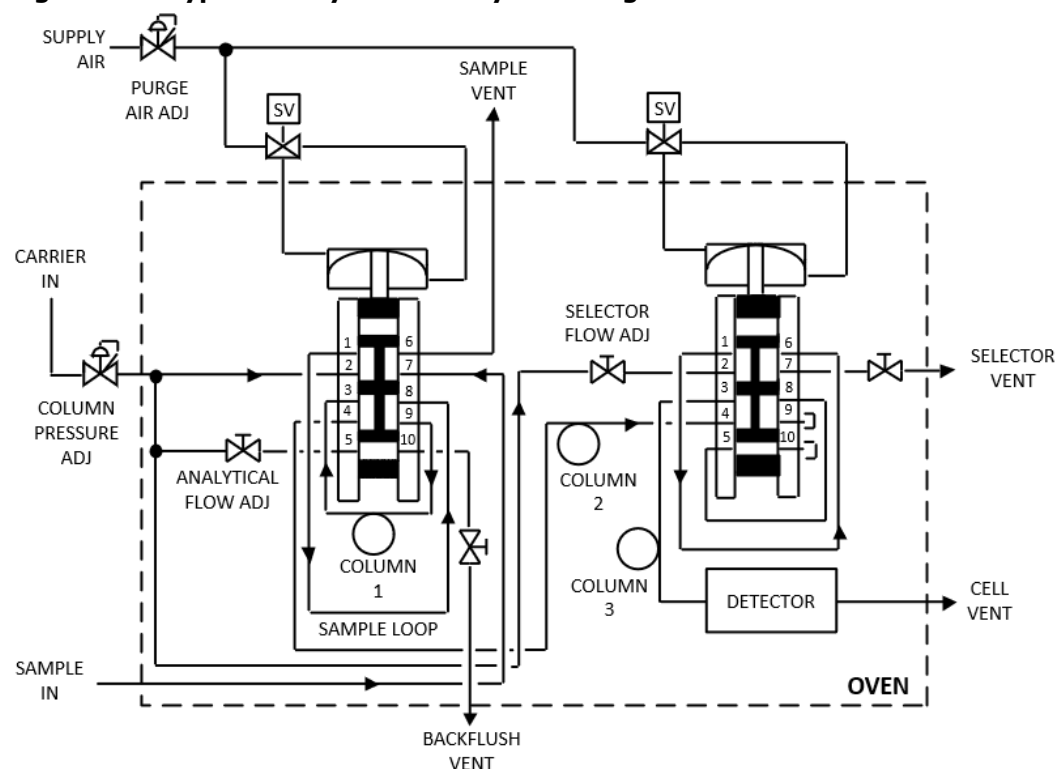 SUPPLY
AIR
PURGE
AIR ADJ
SV
SAMPLE
VENT
SV
CARRIER
IN
COLUMN
PRESSURE
ADJ
ANALYTICAL
FLOW ADJ
1
2
3
4
5
6
7
8
9
10
COLUMN
1
SAMPLE LOOP
SELECTOR
FLOW ADJ
COLUMN
2
COLUMN
3
1
2
3
4
5
6
7
8
9
10
SELECTOR
VENT
DETECTOR
CELL
VENT
SAMPLE
IN
OVEN
BACKFLUSH
VENT